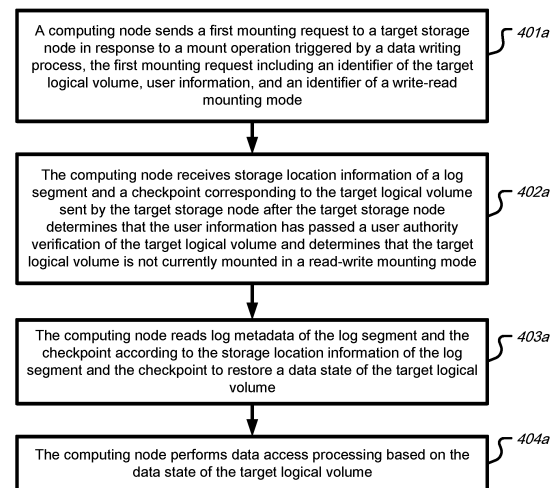 A computing node sends a first mounting request to a target storage
node in response to a mount operation triggered by a data writing
process, the first mounting request including an identifier of the target
logical volume, user information, and an identifier of a write-read
mounting mode
401a
The computing node receives storage location information of a log
segment and a checkpoint corresponding to the target logical volume
sent by the target storage node after the target storage node
determines that the user information has passed a user authority
verification of the target logical volume and determines that the target
logical volume is not currently mounted in a read-write mounting mode
402a
The computing node reads log metadata of the log segment and the
checkpoint according to the storage location information of the log
segment and the checkpoint to restore a data state of the target logical
volume
403a
The computing node performs data access processing based on the
data state of the target logical volume
404a